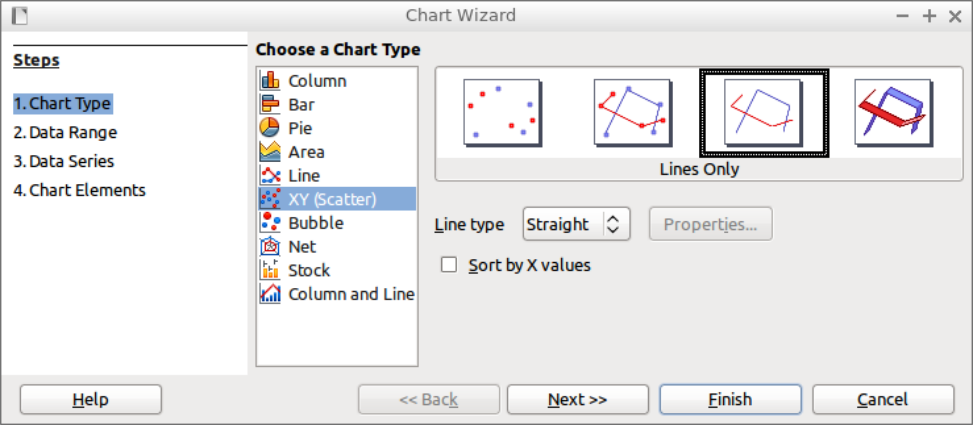 Chart Wizard
Steps
1. Chart Type
2. Data Range
3. Data Series
4. Chart Elements
Choose a Chart Type
Column
Bar
Pie
Area
Line
XY (Scatter)
Bubble
Net
Stock
Column and Line
Lines Only
Line type Straight Properties...
Sort by X values
Help << Back Next >> Finish Cancel